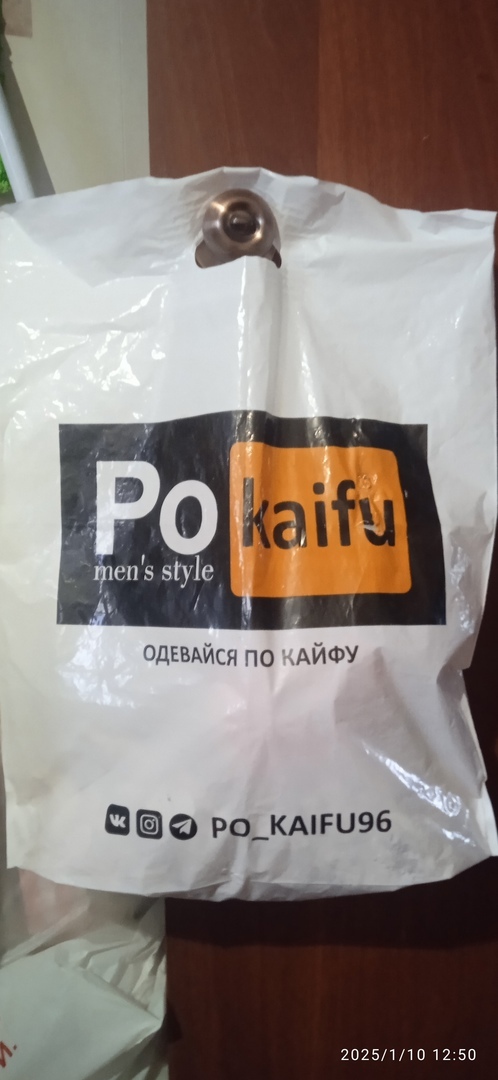 Po kaifu
men's style
ОДЕВАЙСЯ ПО КАЙФУ
PO_KAIFU96
И.
2025/1/10 12:50